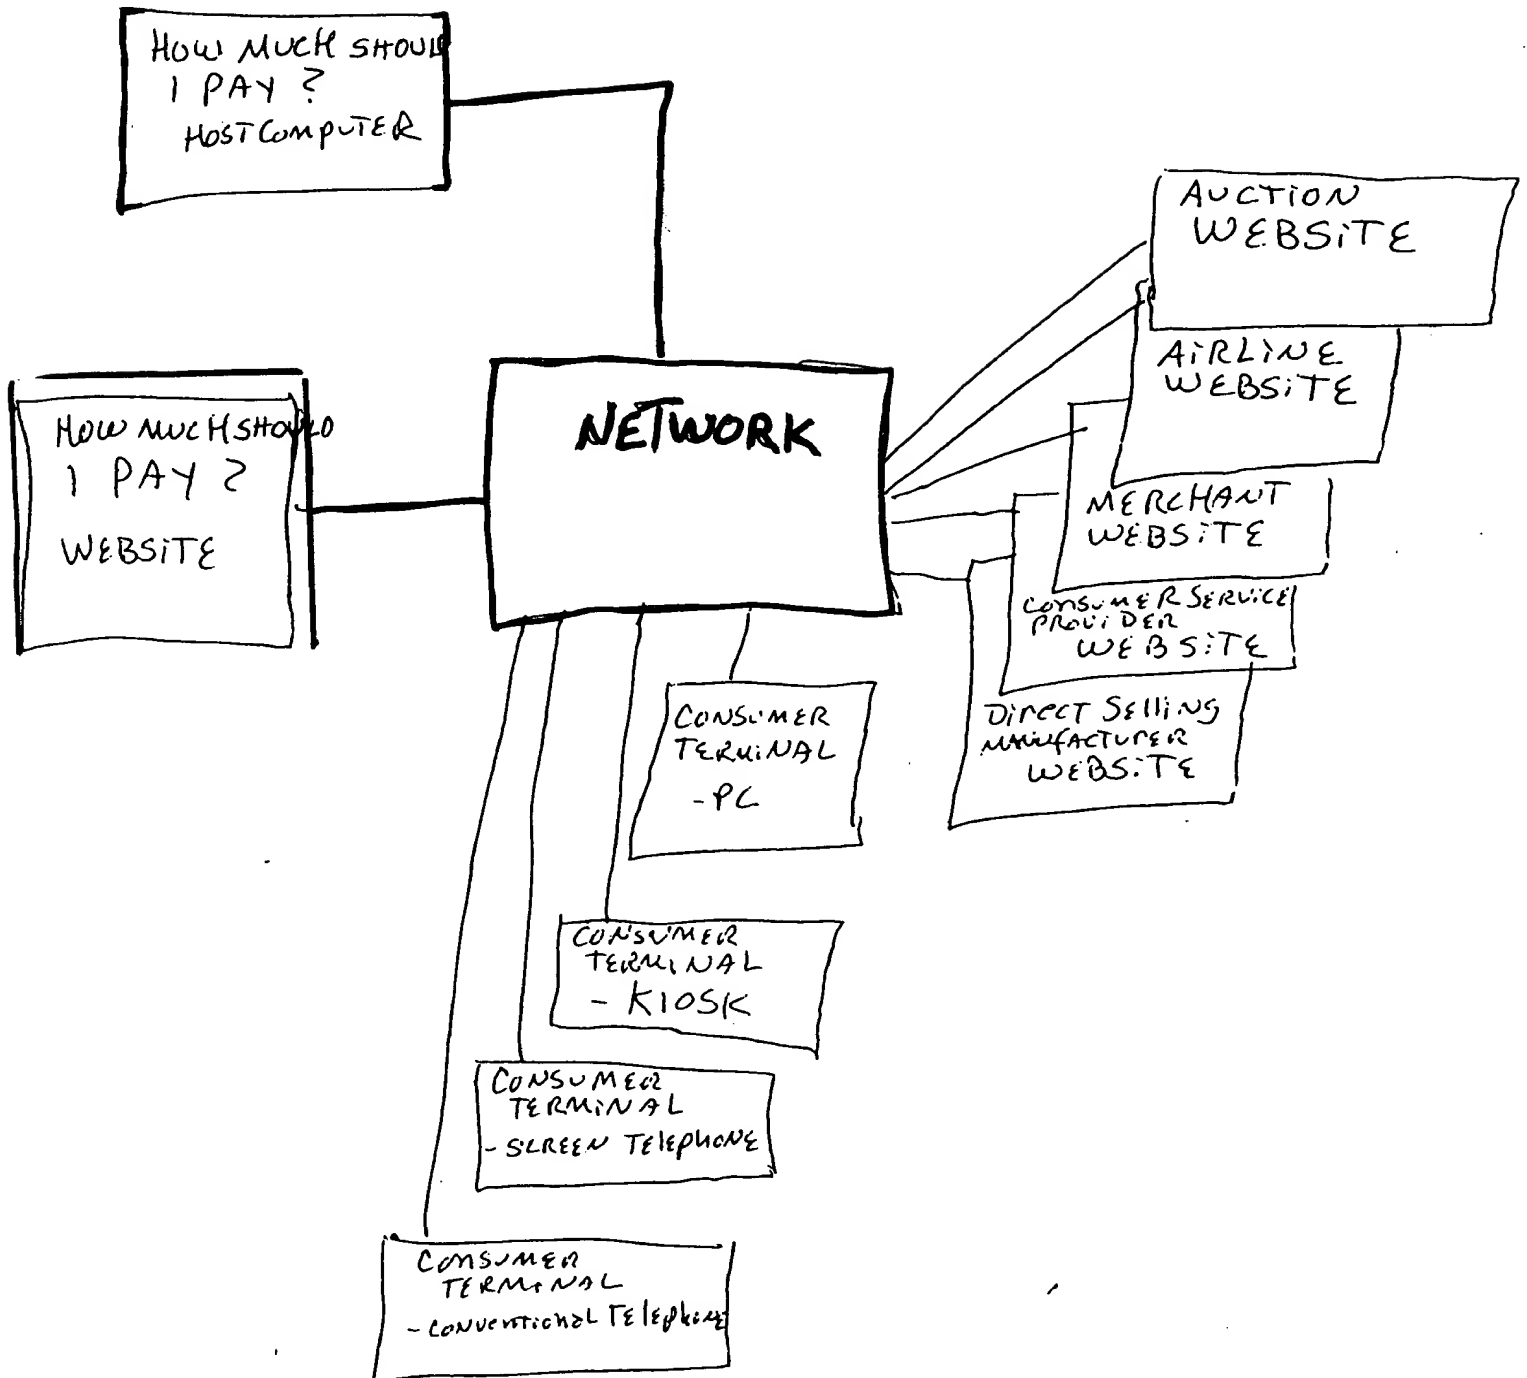 HOW MUCH SHOULD
I PAY ?
HOST COMPUTER
AUCTION
WEBSiTE
AiRLiNE
WEBSiTE
HOW MUCH SHOULD
I PAY ?
WEBSiTE
NETWORK
MERCHANT
WEBSiTE
CONSUMER SERVICE
PROViDER
WEBSiTE
DiRECT SElliNG
MANUFACTURER
WEBSiTE
CONSUMER
TERMiNAL
- PC
CONSUMER
TERMiNAL
- KIOSK
CONSUMER
TERMiNAL
- SCREEN TElEpHONE
CONSUMER
TERMiNAL
- CONVENTiONAL TElEphONE